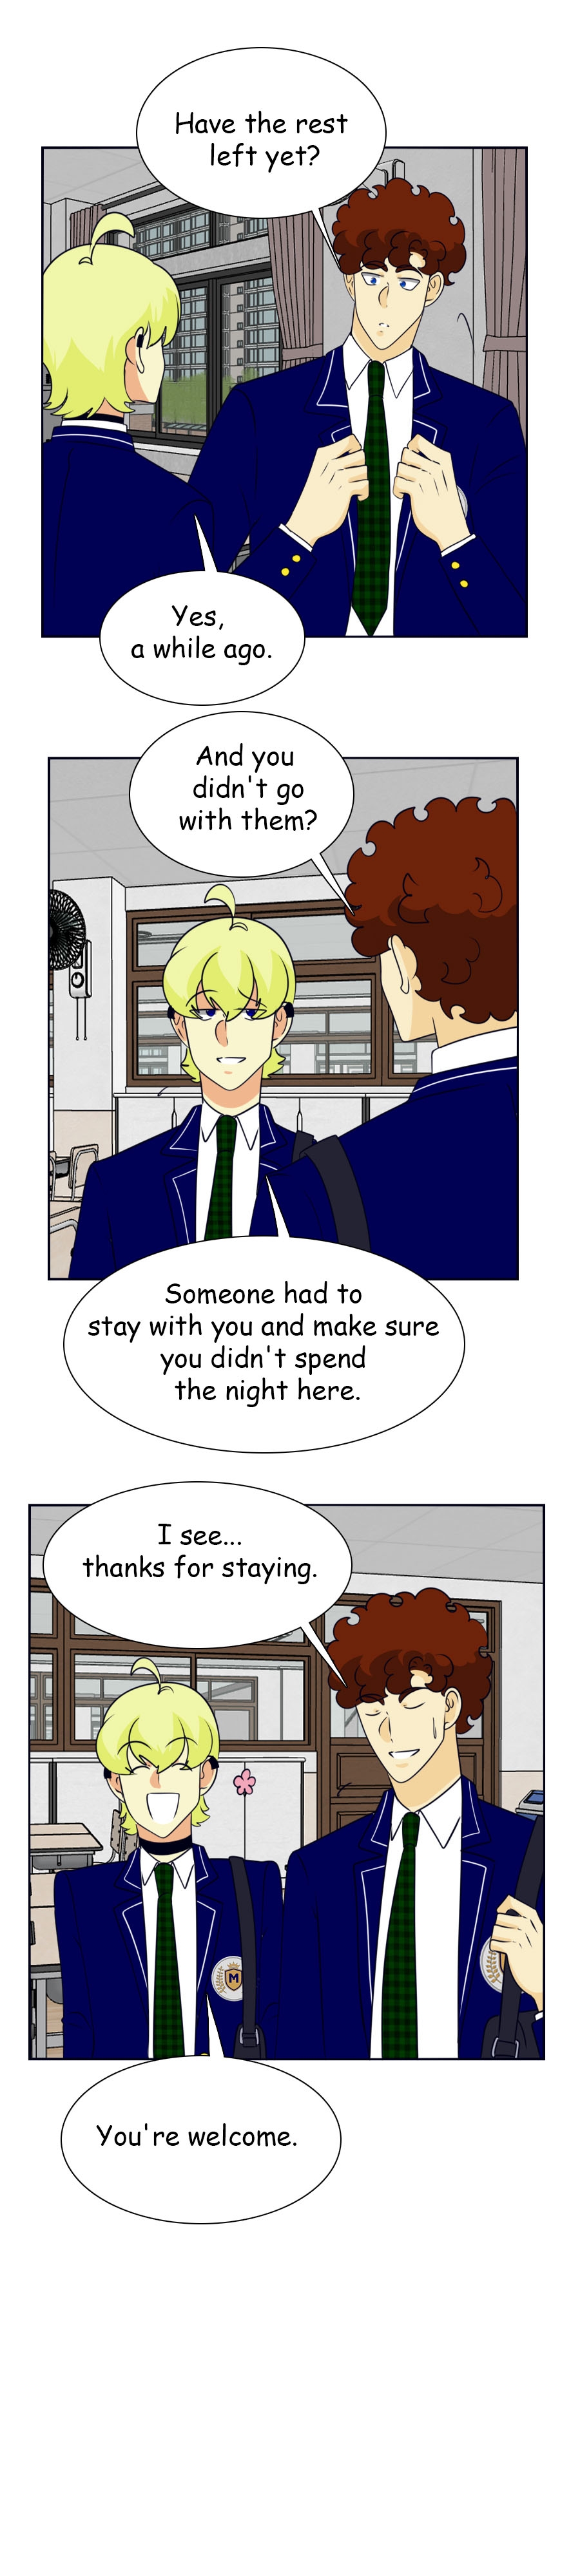 Have the rest
left yet?
Yes,
a while ago.
And you
didn't go
with them?
Someone had to
stay with you and make sure
you didn't spend
the night here.
I see...
thanks for staying.
M
You're welcome.